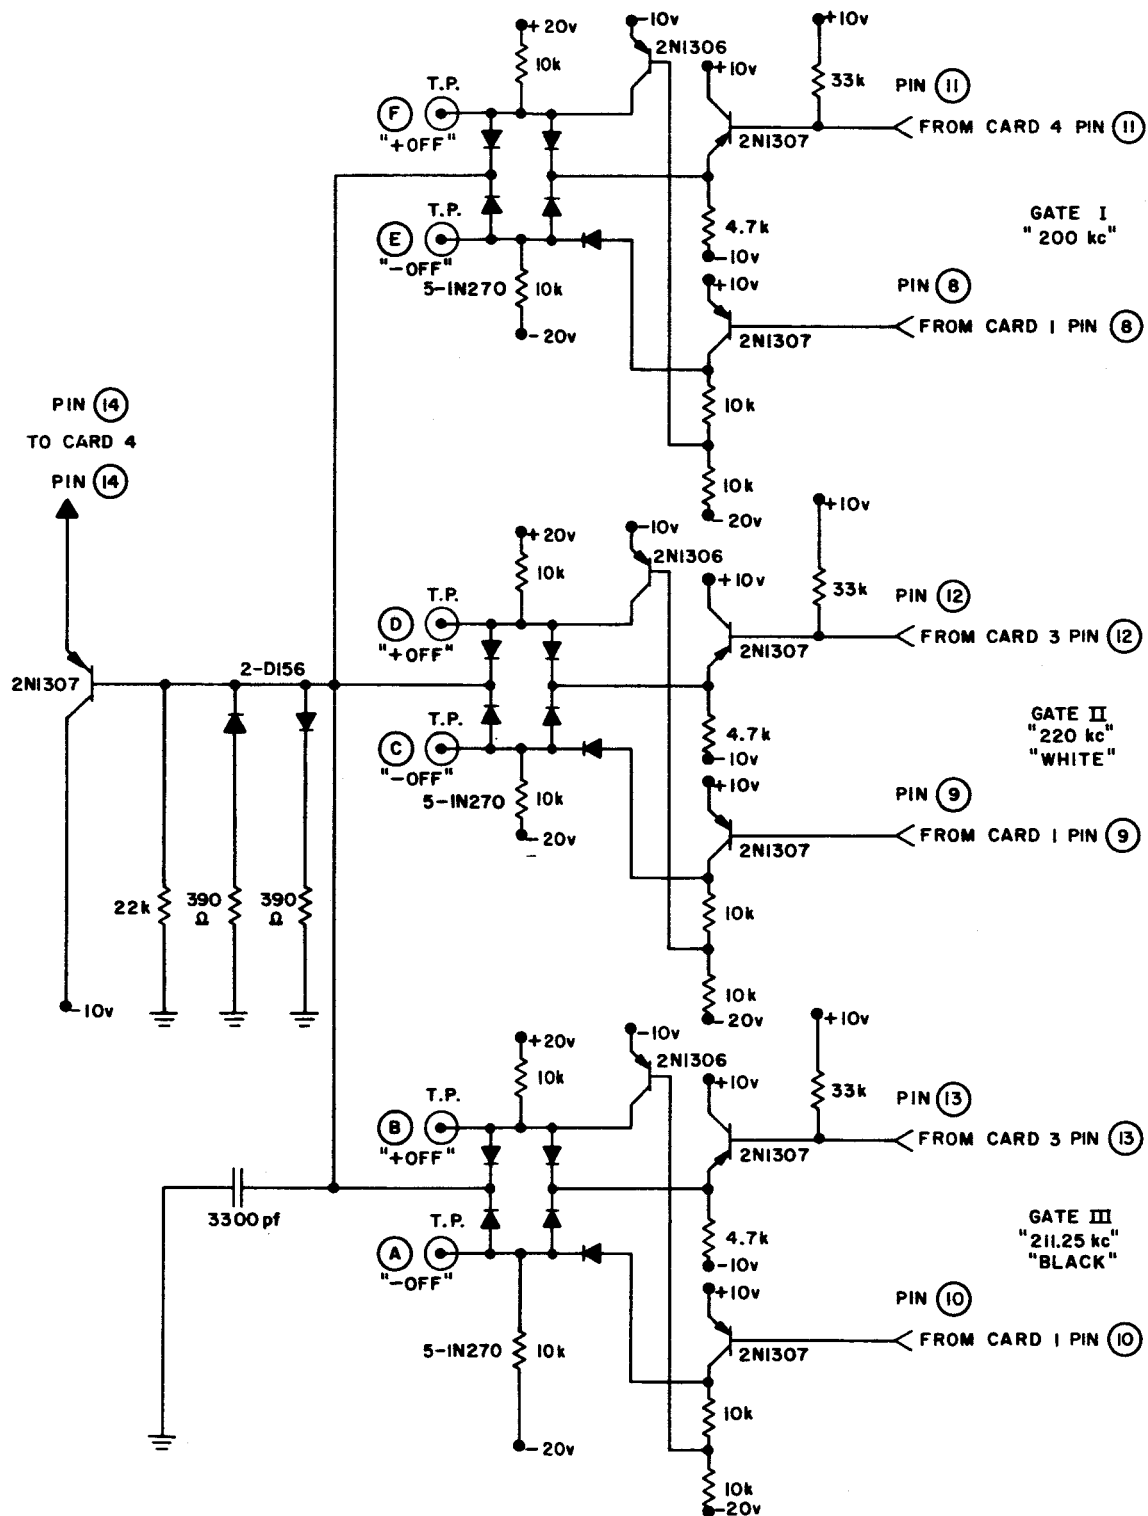 +20v
-10v
+10v
2N1306
10k
+10v
33k
PIN 11
T.P.
F
"+OFF"
2N1307
FROM CARD 4 PIN 11
T.P.
E
"-OFF"
4.7k
-10v
GATE I
"200 kc"
5-1N270
10k
+10v
PIN 8
-20v
2N1307
FROM CARD 1 PIN 8
10k
10k
-20v
PIN 14
TO CARD 4
PIN 14
+20v
-10v
+10v
2N1306
10k
+10v
33k
PIN 12
T.P.
D
"+OFF"
2N1307
FROM CARD 3 PIN 12
2N1307
2-D156
T.P.
C
"-OFF"
4.7k
-10v
GATE II
"220 kc"
"WHITE"
5-1N270
10k
+10v
PIN 9
-20v
2N1307
FROM CARD 1 PIN 9
22k
390
Ω
390
Ω
10k
10k
-20v
-10v
+20v
-10v
+10v
2N1306
10k
+10v
33k
PIN 13
T.P.
B
"+OFF"
2N1307
FROM CARD 3 PIN 13
3300pf
T.P.
A
"-OFF"
4.7k
-10v
GATE III
"211.25 kc"
"BLACK"
+10v
PIN 10
5-1N270
10k
2N1307
FROM CARD 1 PIN 10
10k
-20v
10k
-20v